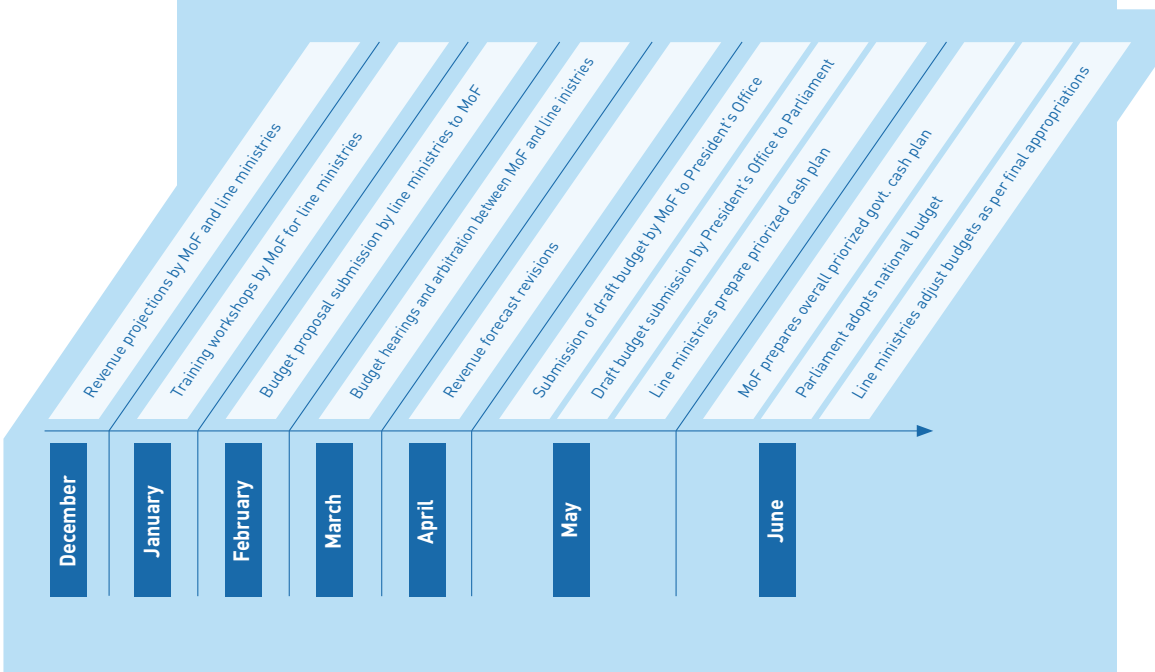 Revenue projections by MoF and line ministries
Training workshops by MoF for line ministries
Budget proposal submission by line ministries to MoF
Budget hearings and arbitration between MoF and line inistries
Revenue forecast revisions
Submission of draft budget by MoF to President's Office
Draft budget submission by President's Office to Parliament
Line ministries prepare priorized cash plan
MoF prepares overall priorized govt. cash plan
Parliament adopts national budget
Line ministries adjust budgets as per final appropriations
December
January
February
March
April
May
June